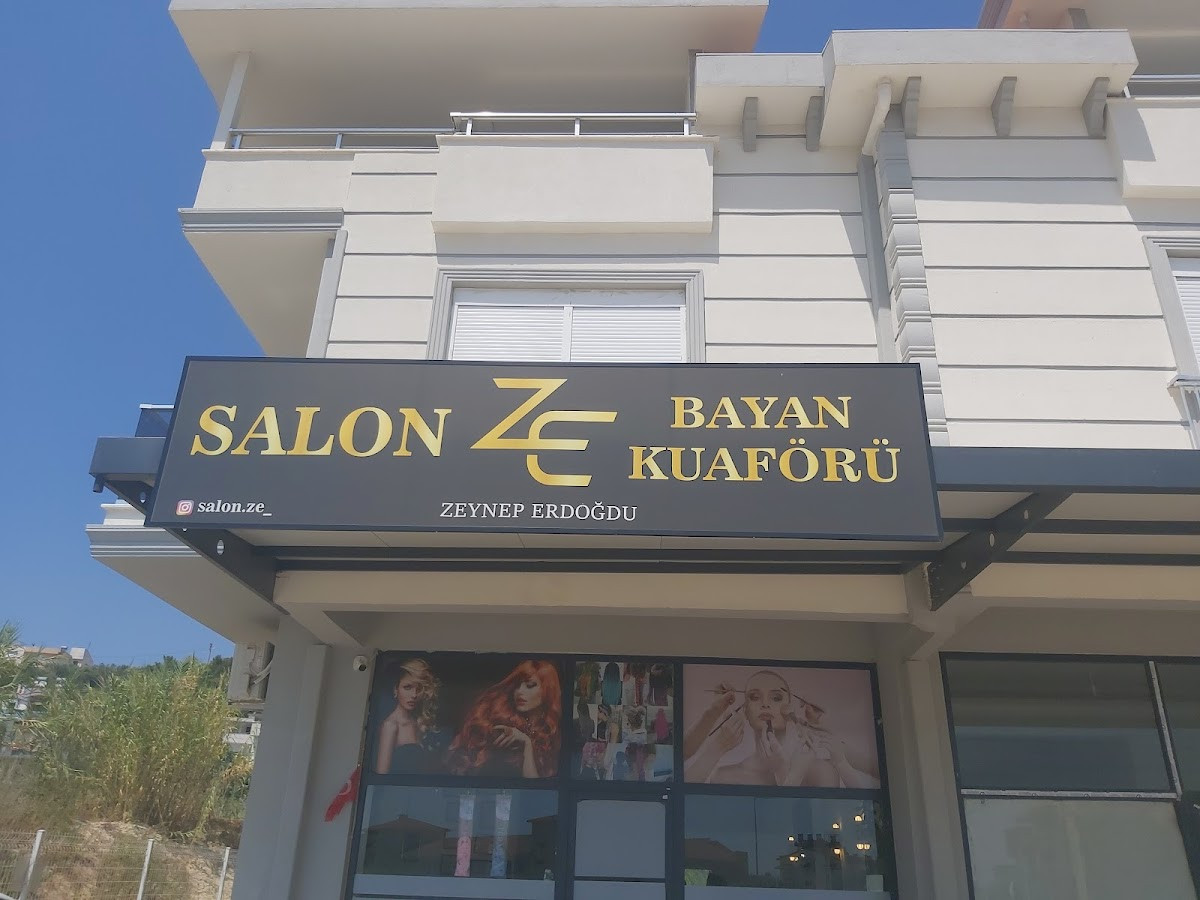 SALON ZE BAYAN
KUAFÖRÜ
ZEYNEP ERDOĞDU
salon.ze_